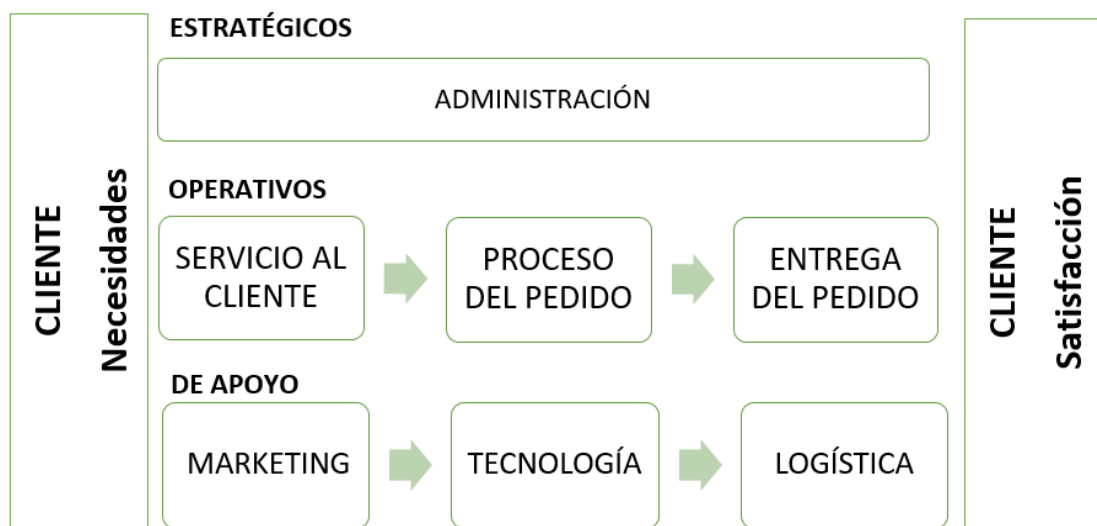 CLIENTE
Necesidades
ESTRATÉGICOS
ADMINISTRACIÓN
OPERATIVOS
SERVICIO AL
CLIENTE
PROCESO
DEL PEDIDO
ENTREGA
DEL PEDIDO
DE APOYO
MARKETING
TECNOLOGÍA
LOGÍSTICA
CLIENTE
Satisfacción